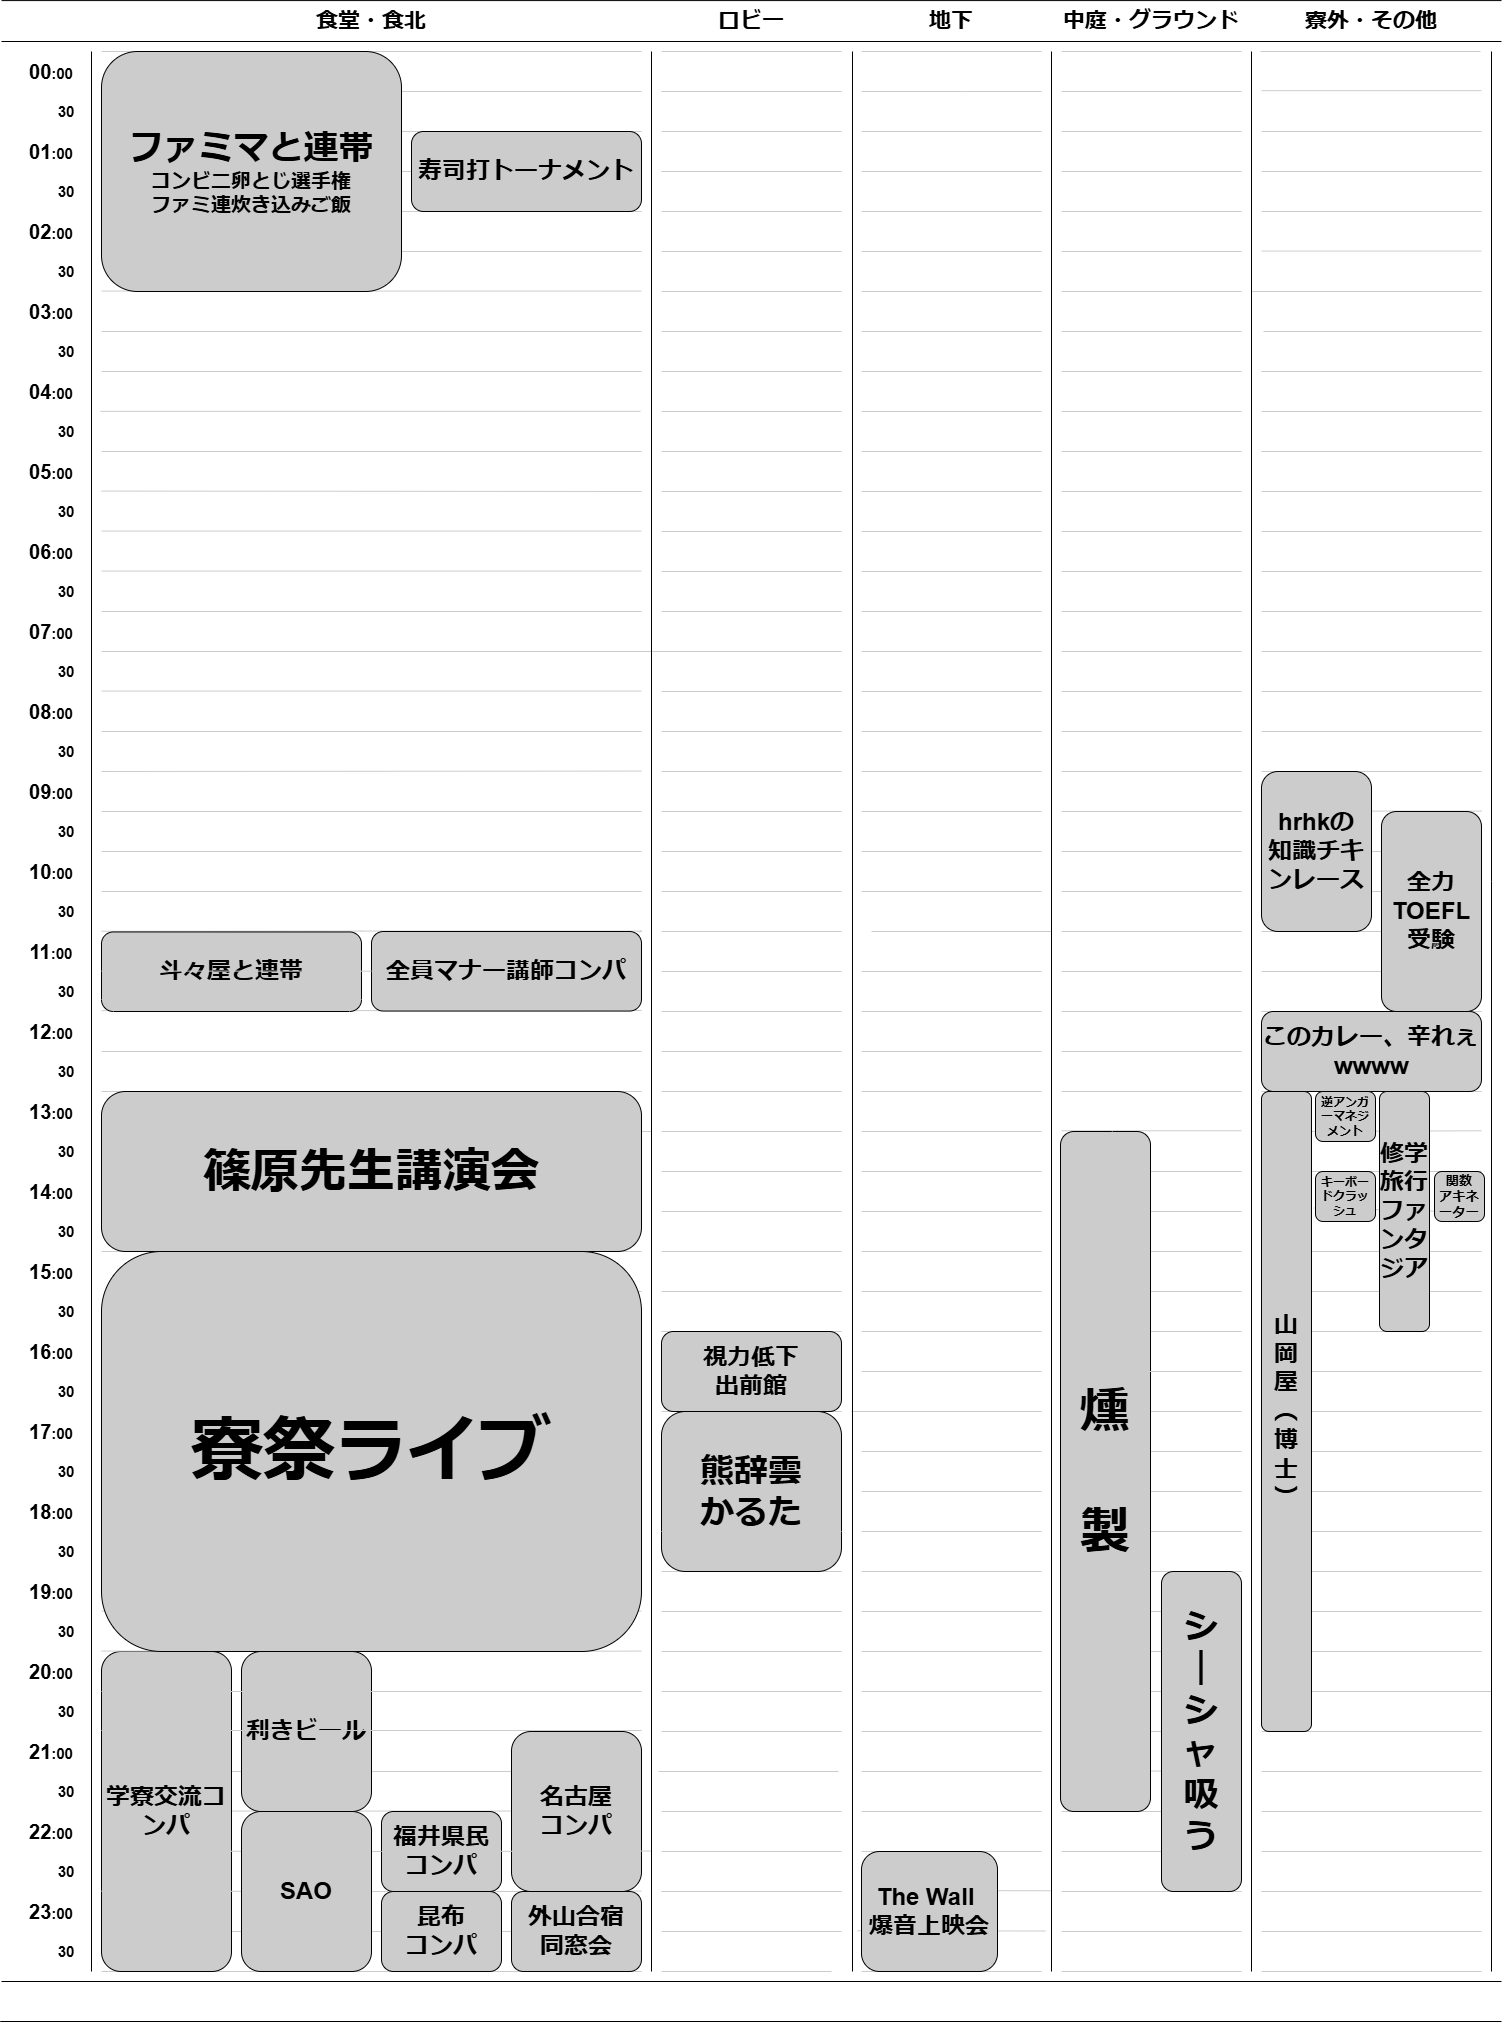 食堂・食北
ロビー
地下
中庭・グラウンド
寮外・その他
00:00
30
01:00
30
02:00
30
03:00
30
04:00
30
05:00
30
06:00
30
07:00
30
08:00
30
09:00
30
10:00
30
11:00
30
12:00
30
13:00
30
14:00
30
15:00
30
16:00
30
17:00
30
18:00
30
19:00
30
20:00
30
21:00
30
22:00
30
23:00
30
ファミマと連帯
コンビニ卵とじ選手権
ファミ連炊き込みご飯
寿司打トーナメント
斗々屋と連帯
全員マナー講師コンパ
篠原先生講演会
寮祭ライブ
学寮交流コ
ンパ
利きビール
SAO
福井県民
コンパ
昆布
コンパ
名古屋
コンパ
外山合宿
同窓会
視力低下
出前館
熊辞雲
かるた
The Wall
爆音上映会
燻
製
シーシャ吸う
hrhkの
知識チキ
ンレース
全力
TOEFL
受験
このカレー、辛れぇ
wwww
山岡屋（博士）
逆アンガ
ーマネジ
メント
キーボー
ドクラッ
シュ
修学
旅行
ファ
ンタ
ジア
関数
アキネ
ーター